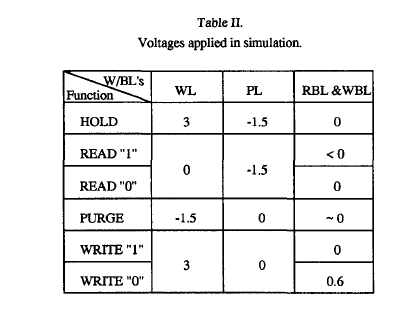 Table II.
Voltages applied in simulation.
W/BL's
Function WL PL RBL &WBL
HOLD 3 -1.5 0
READ "1" < 0
0 -1.5
READ "0" 0
PURGE -1.5 0 ~ 0
WRITE "1" 0
3 0
WRITE "0" 0.6